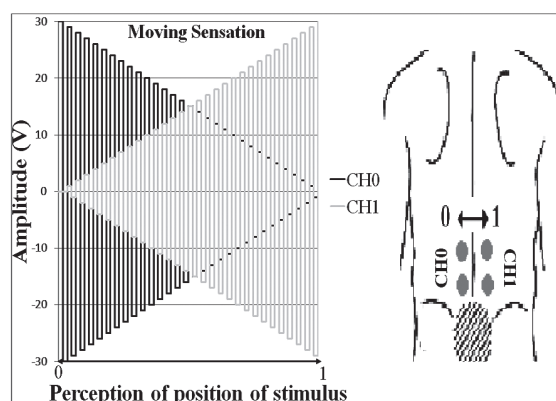 Moving Sensation
Amplitude (V)
30
20
10
0
-10
-20
-30
0
1
Perception of position of stimulus
CH0
CH1
0
1
CH0
CH1